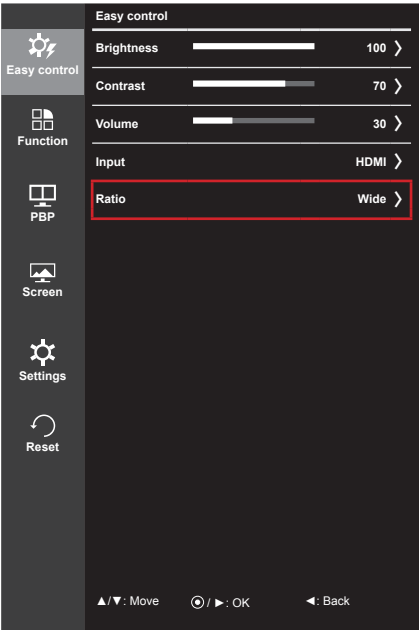 Easy control
Easy control
Brightness 100
Contrast 70
Volume 30
Input HDMI
Ratio Wide
Function
PBP
Screen
Settings
Reset
▲/▼: Move ⦿ / ►: OK ◄: Back